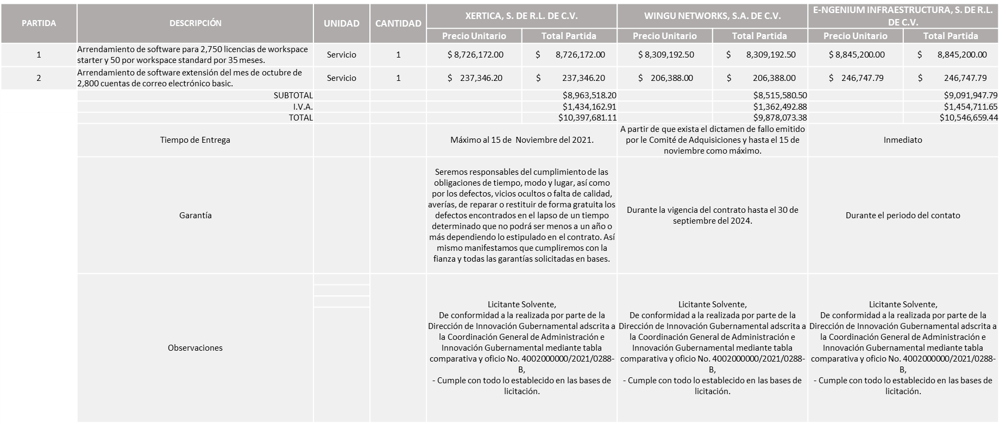 PARTIDA
DESCRIPCIÓN
UNIDAD
CANTIDAD
XERTICA, S. DE R.L. DE C.V.
WINGU NETWORKS, S.A. DE C.V.
E-NGENIUM INFRAESTRUCTURA, S. DE R.L.
DE C.V.
Precio Unitario Total Partida Precio Unitario Total Partida Precio Unitario Total Partida
1
Arrendamiento de software para 2,750 licencias de workspace
starter y 50 por workspace standard por 35 meses.
Servicio 1 $ 8,726,172.00 $ 8,726,172.00 $ 8,309,192.50 $ 8,309,192.50 $ 8,845,200.00 $ 8,845,200.00
2
Arrendamiento de software extensión del mes de octubre de
2,800 cuentas de correo electrónico basic.
Servicio 1 $ 237,346.20 $ 237,346.20 $ 206,388.00 $ 206,388.00 $ 246,747.79 $ 246,747.79
SUBTOTAL $8,963,518.20 $8,515,580.50 $9,091,947.79
I.V.A. $1,434,162.91 $1,362,492.88 $1,454,711.65
TOTAL $10,397,681.11 $9,878,073.38 $10,546,659.44
Tiempo de Entrega
Máximo al 15 de Noviembre del 2021.
A partir de que exista el dictamen de fallo emitido
por le Comité de Adquisiciones y hasta el 15 de
noviembre como máximo.
Inmediato
Garantía
Seremos responsables del cumplimiento de las
obligaciones de tiempo, modo y lugar, así como
por los defectos, vicios ocultos o falta de calidad,
averías, de reparar o restituir de forma gratuita los
defectos encontrados en el lapso de un tiempo
determinado que no podrá ser menos a un año o
más dependiendo lo estipulado en el contrato. Así
mismo manifestamos que cumpliremos con la
fianza y todas las garantías solicitadas en bases.
Durante la vigencia del contrato hasta el 30 de
septiembre del 2024.
Durante el periodo del contato
Observaciones
Licitante Solvente,
De conformidad a la realizada por parte de la
Dirección de Innovación Gubernamental adscrita a
la Coordinación General de Administración e
Innovación Gubernamental mediante tabla
comparativa y oficio No. 4002000000/2021/0288-
B,
- Cumple con todo lo establecido en las bases de
licitación.
Licitante Solvente,
De conformidad a la realizada por parte de la
Dirección de Innovación Gubernamental adscrita a
la Coordinación General de Administración e
Innovación Gubernamental mediante tabla
comparativa y oficio No. 4002000000/2021/0288-
B,
- Cumple con todo lo establecido en las bases de
licitación.
Licitante Solvente,
De conformidad a la realizada por parte de la
Dirección de Innovación Gubernamental adscrita a
la Coordinación General de Administración e
Innovación Gubernamental mediante tabla
comparativa y oficio No. 4002000000/2021/0288-
B,
- Cumple con todo lo establecido en las bases de
licitación.